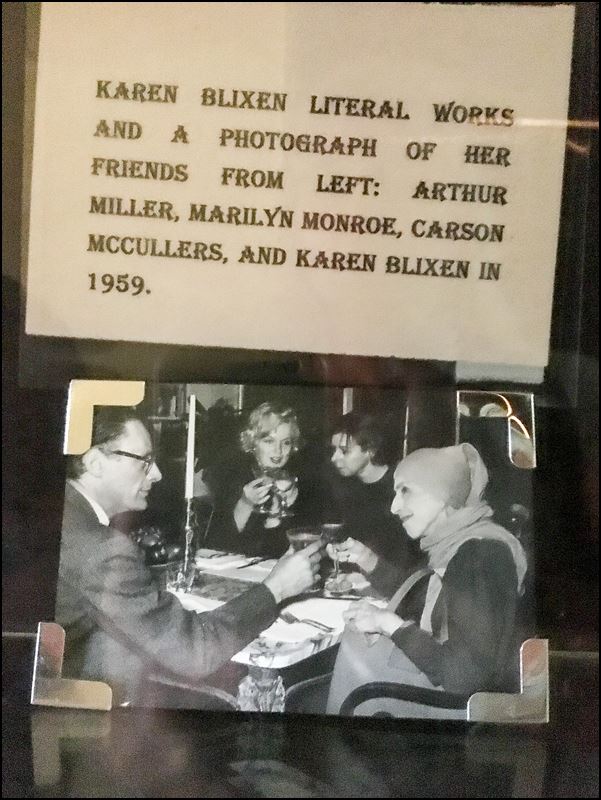 KAREN BLIXEN LITERAL WORKS
AND A PHOTOGRAPH OF HER
FRIENDS FROM LEFT: ARTHUR
MILLER, MARILYN MONROE, CARSON
MCCULLERS, AND KAREN BLIXEN IN
1959.